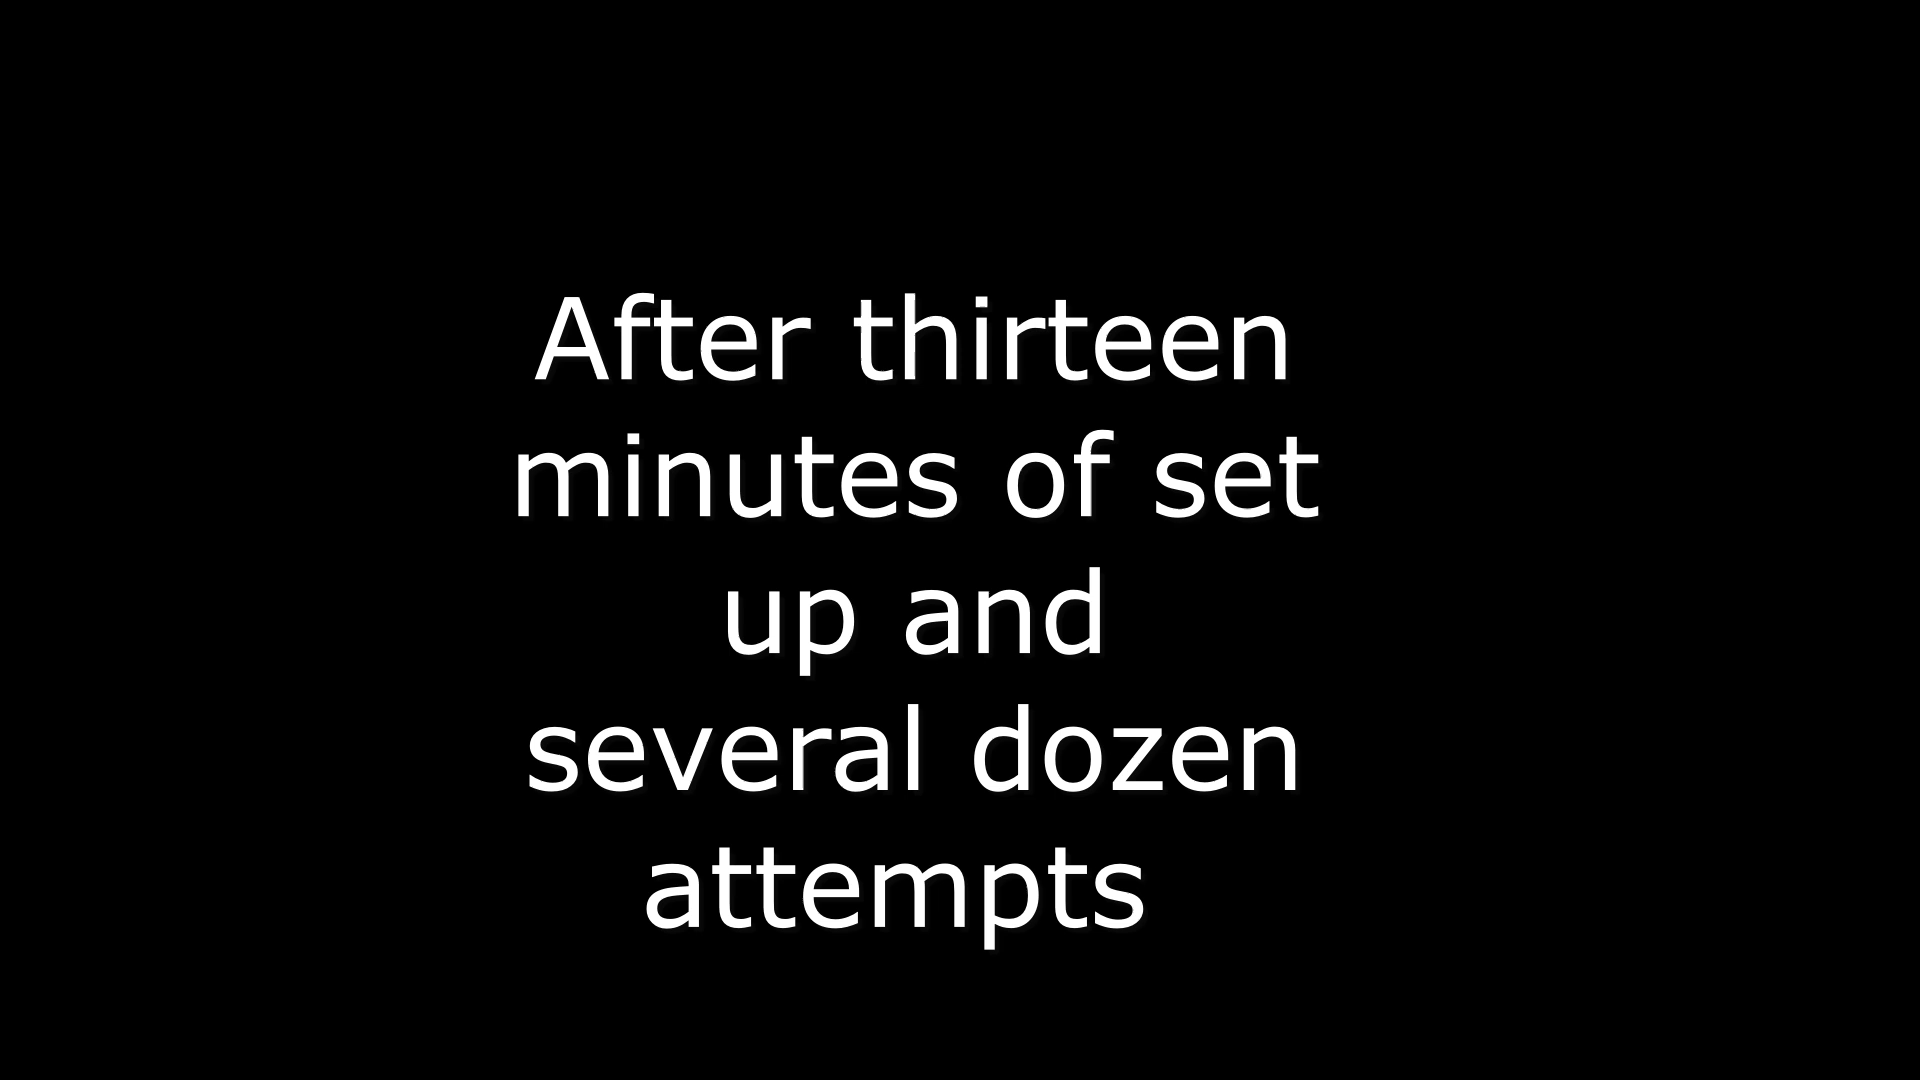 After thirteen
minutes of set
up and
several dozen
attempts